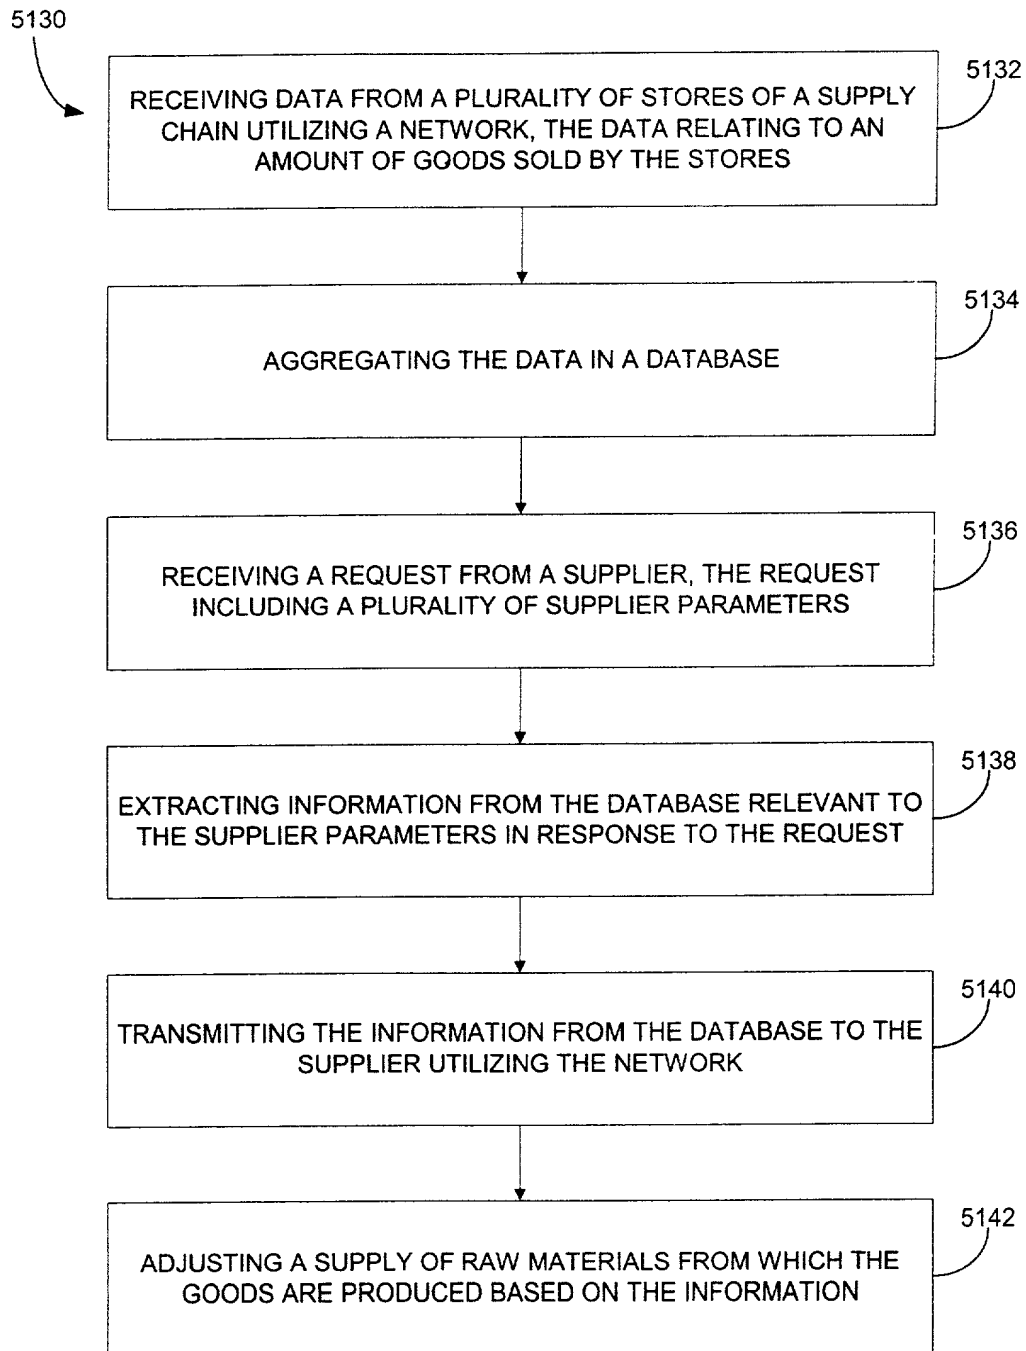 5130
5132
RECEIVING DATA FROM A PLURALITY OF STORES OF A SUPPLY
CHAIN UTILIZING A NETWORK, THE DATA RELATING TO AN
AMOUNT OF GOODS SOLD BY THE STORES
5134
AGGREGATING THE DATA IN A DATABASE
5136
RECEIVING A REQUEST FROM A SUPPLIER, THE REQUEST
INCLUDING A PLURALITY OF SUPPLIER PARAMETERS
5138
EXTRACTING INFORMATION FROM THE DATABASE RELEVANT TO
THE SUPPLIER PARAMETERS IN RESPONSE TO THE REQUEST
5140
TRANSMITTING THE INFORMATION FROM THE DATABASE TO THE
SUPPLIER UTILIZING THE NETWORK
5142
ADJUSTING A SUPPLY OF RAW MATERIALS FROM WHICH THE
GOODS ARE PRODUCED BASED ON THE INFORMATION